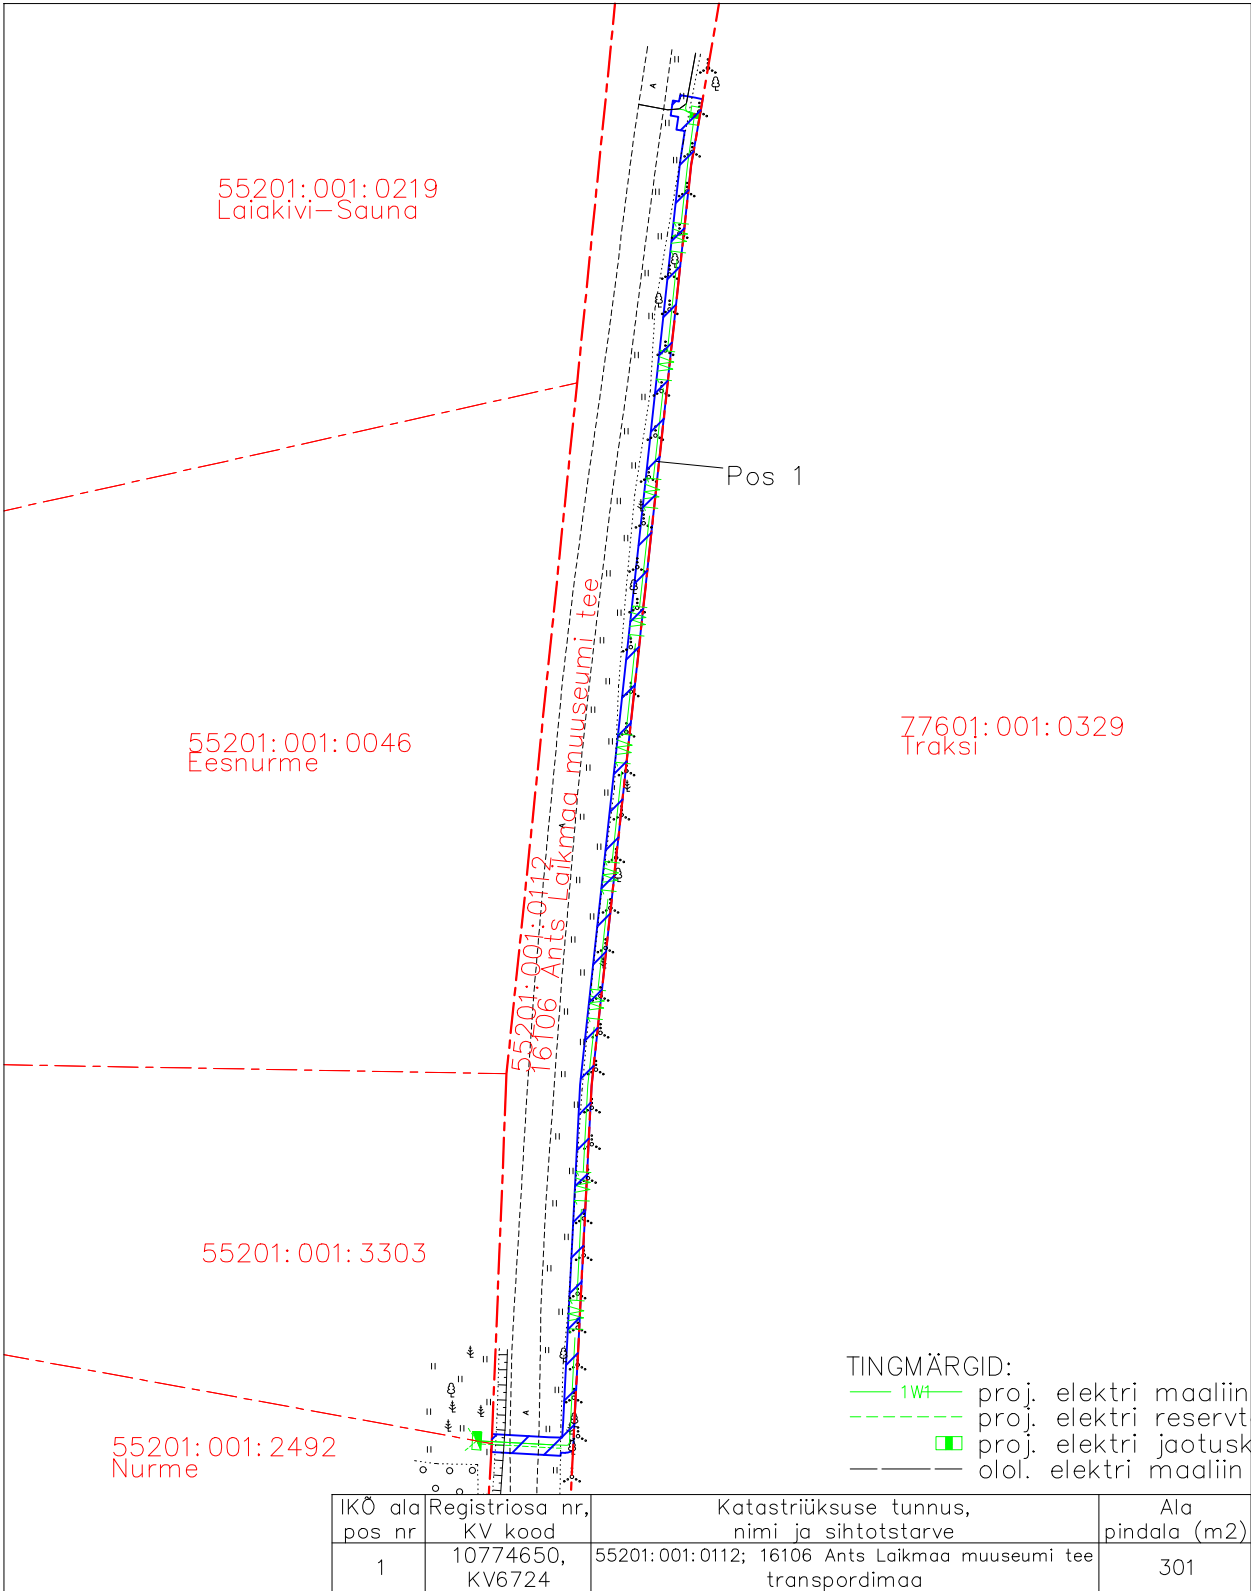 55201:001:0219
Laiakivi-Sauna
Pos 1
55201:001:0046
Eesnurme
77601:001:0329
Traksi
55201:001:0112
16106 Ants Laikmaa muuseumi tee
55201:001:3303
55201:001:2492
Nurme
TINGMÄRGID:
1W1 proj. elektri maaliin
proj. elektri reservt
proj. elektri jaotusk
olol. elektri maaliin
IKÕ ala pos nr
Registriosa nr, KV kood
Katastriüksuse tunnus, nimi ja sihtotstarve
Ala pindala (m2)
1
10774650, KV6724
55201:001:0112; 16106 Ants Laikmaa muuseumi tee transpordimaa
301